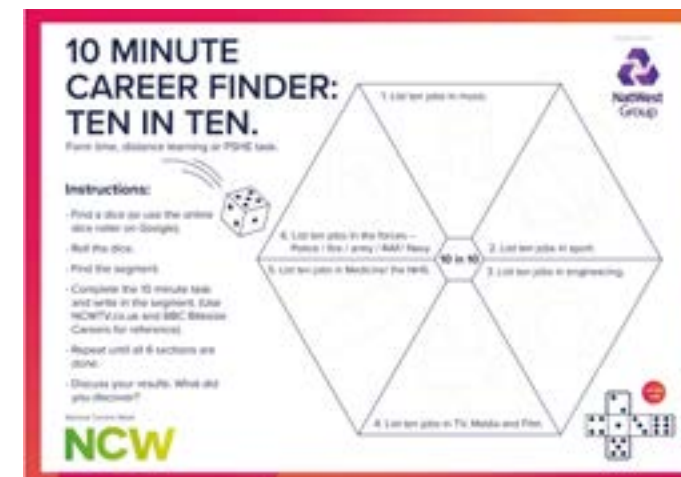 10 MINUTE
CAREER FINDER:
TEN IN TEN.
Form time, distance learning or PSHE task.
Instructions:
- Find a dice (or use the online
dice roller on Google).
- Roll the dice.
- Find the segment.
- Complete the 10 minute task
and write in the segment. (Use
NCWTV.co.uk and BBC Bitesize
Careers for reference).
- Repeat until all 6 sections are
done.
- Discuss your results. What did
you discover?
National Careers Week
NCW
1. List ten jobs in music.
6. List ten jobs in the forces –
Police / fire / army / RAF/ Navy.
2. List ten jobs in sport.
10 in 10
5. List ten jobs in Medicine/ the NHS.
3. List ten jobs in engineering.
4. List ten jobs in TV, Media and Film.
NatWest
Group